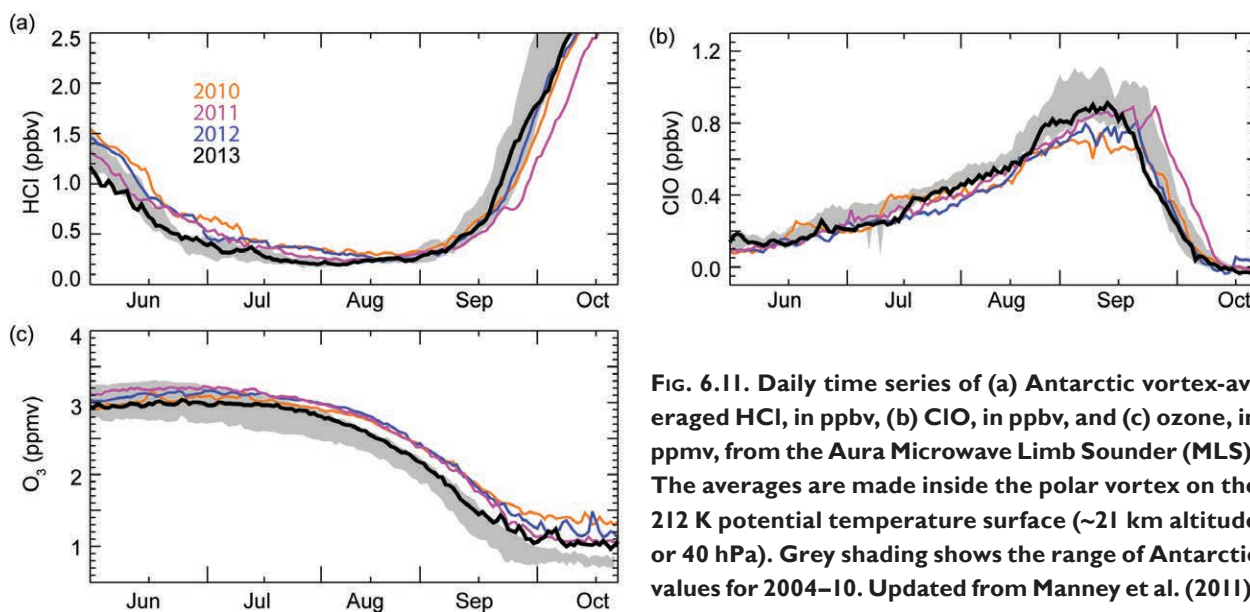 (a)
2.5
2.0
1.5
1.0
0.5
0.0
HCl (ppbv)
2010
2011
2012
2013
Jun Jul Aug Sep Oct
(b)
1.2
0.8
0.4
0.0
ClO (ppbv)
Jun Jul Aug Sep Oct
(c)
4
3
2
1
O3 (ppmv)
Jun Jul Aug Sep Oct
Fig. 6.11. Daily time series of (a) Antarctic vortex-av
eraged HCl, in ppbv, (b) ClO, in ppbv, and (c) ozone, in
ppmv, from the Aura Microwave Limb Sounder (MLS)
The averages are made inside the polar vortex on the
212 K potential temperature surface (~21 km altitude
or 40 hPa). Grey shading shows the range of Antarctic
values for 2004–10. Updated from Manney et al. (2011)